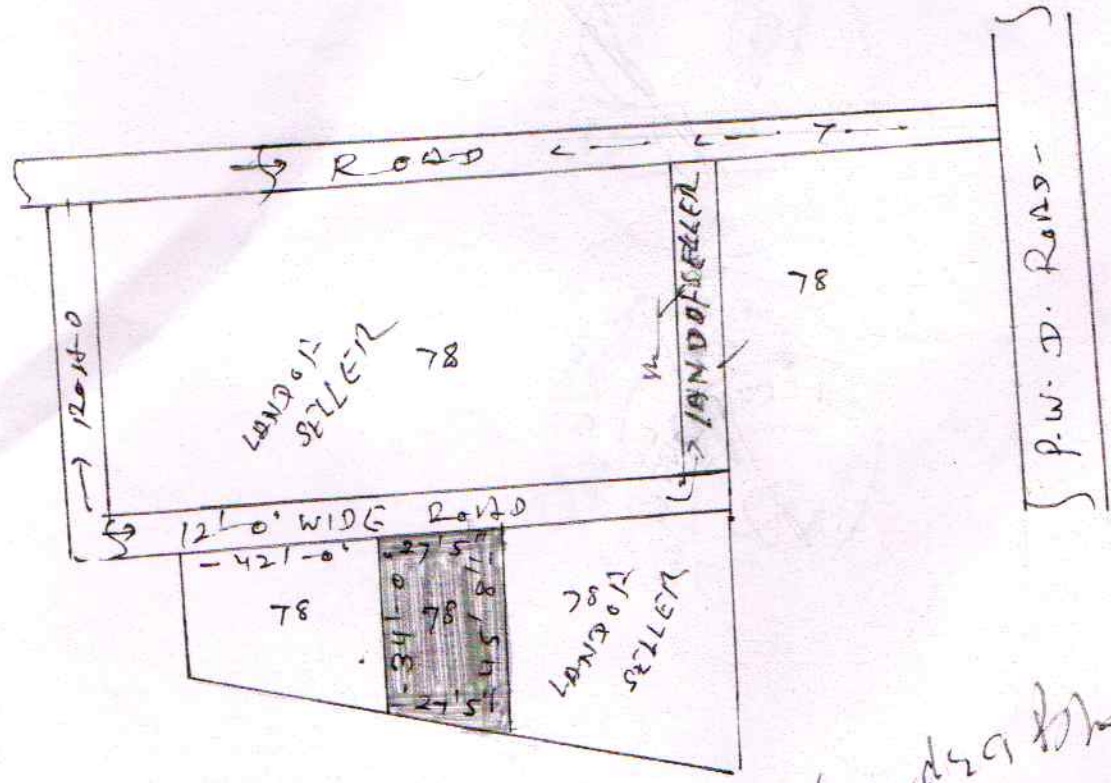 ROAD
ROAD
P.W.D. ROAD-
78
LAND OF SELLER
LAND OF
SELLER
78
12'-0" WIDE ROAD
-42'-0"
78
27'5"
-34'-0
78
45'8"
27'5"
78
LAND OF
SELLER